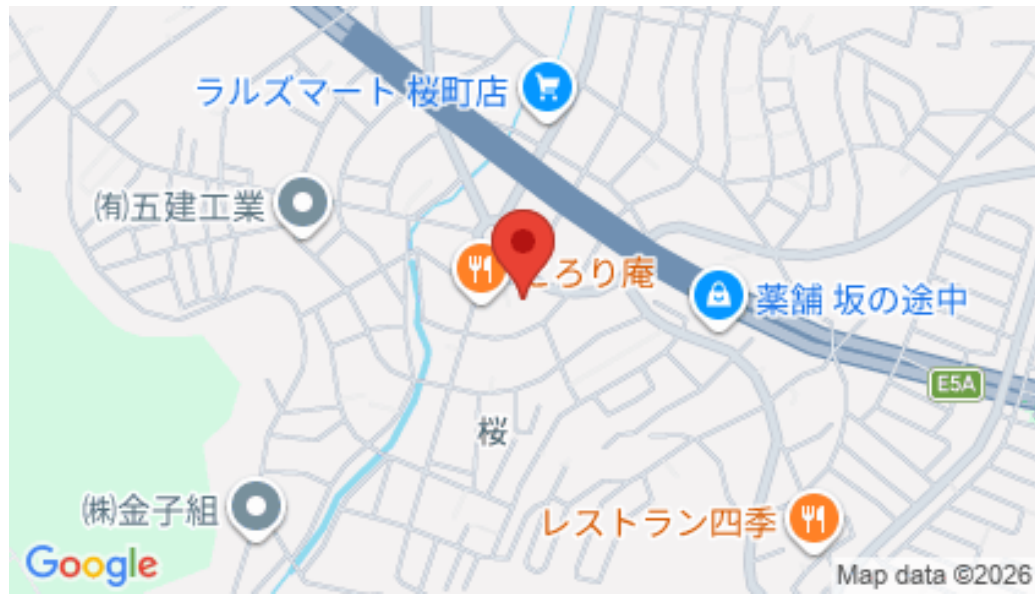 ラルズマート 桜町店
㈲五建工業
ろり庵
薬舗 坂の途中
E5A
桜
㈱金子組
レストラン四季
Google
Map data ©2026